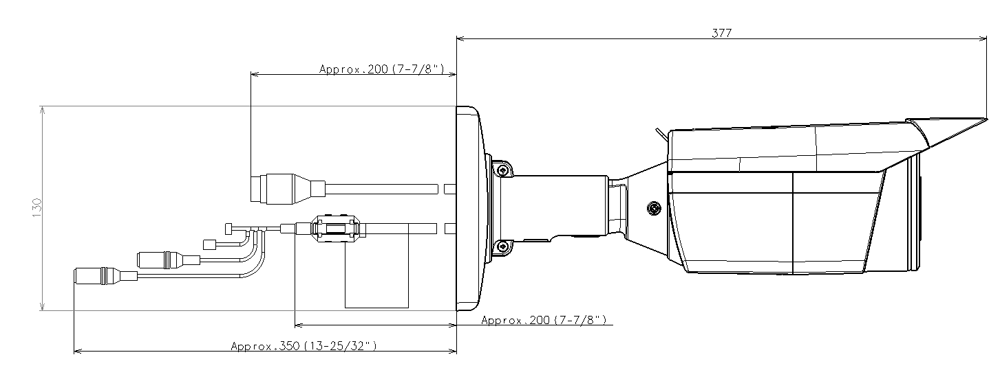 377
Approx.200 (7-7/8")
130
Approx.200 (7-7/8")
Approx.350 (13-25/32")